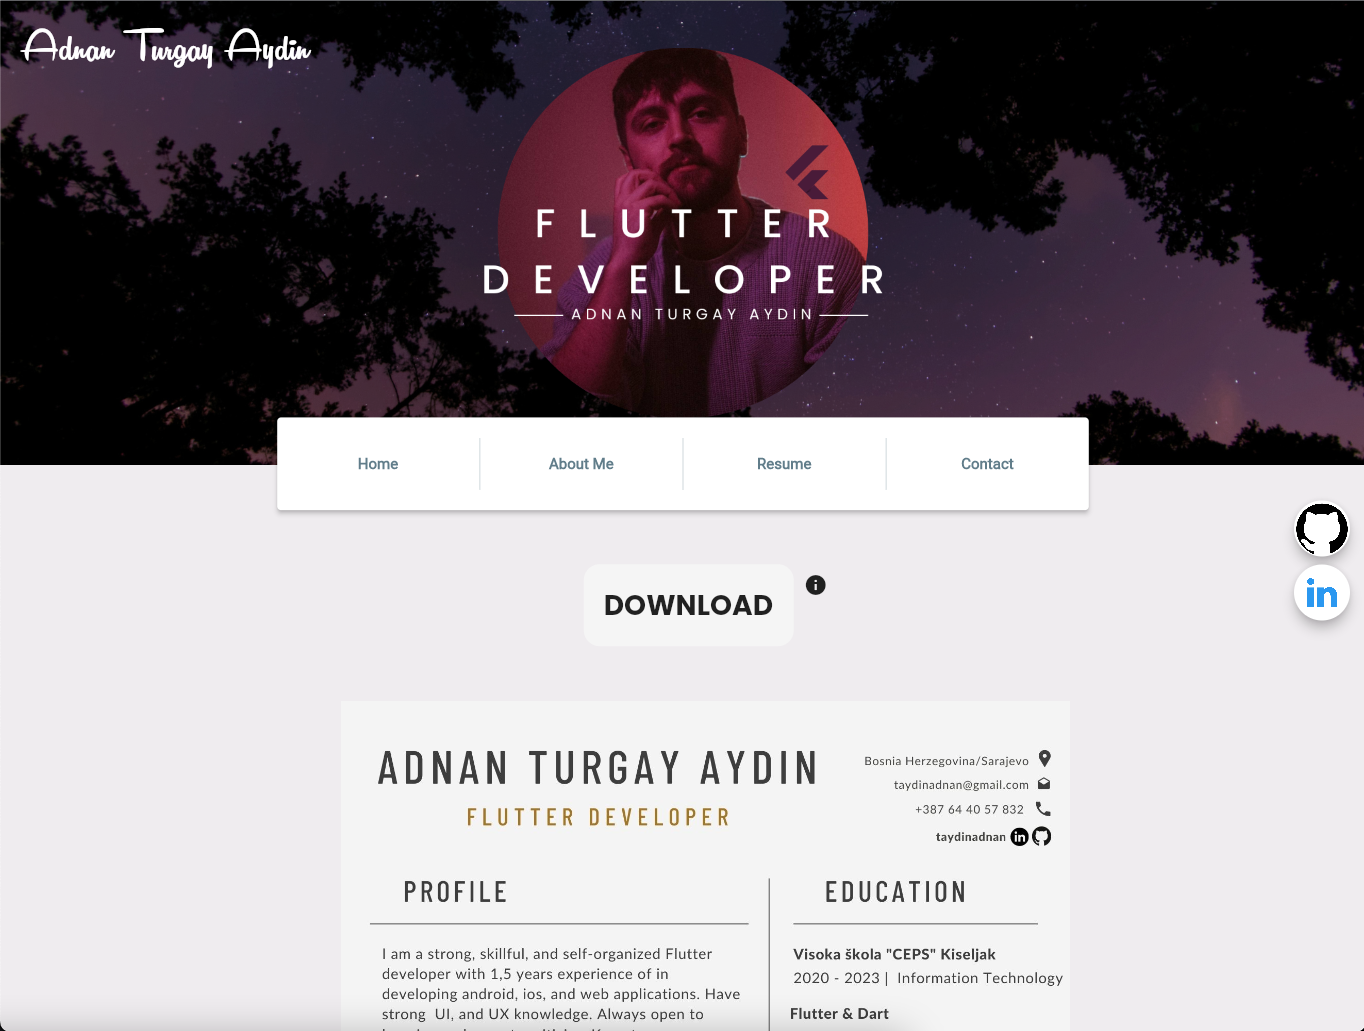 Adnan Turgay Aydin
FLUTTER
DEVELOPER
ADNAN TURGAY AYDIN
Home
About Me
Resume
Contact
DOWNLOAD
ADNAN TURGAY AYDIN
FLUTTER DEVELOPER
Bosnia Herzegovina/Sarajevo
taydinadnan@gmail.com
+387 64 40 57 832
taydinadnan
PROFILE
I am a strong, skillful, and self-organized Flutter
developer with 1,5 years experience of in
developing android, ios, and web applications. Have
strong UI, and UX knowledge. Always open to
EDUCATION
Visoka škola "CEPS" Kiseljak
2020 - 2023 | Information Technology
Flutter & Dart
in